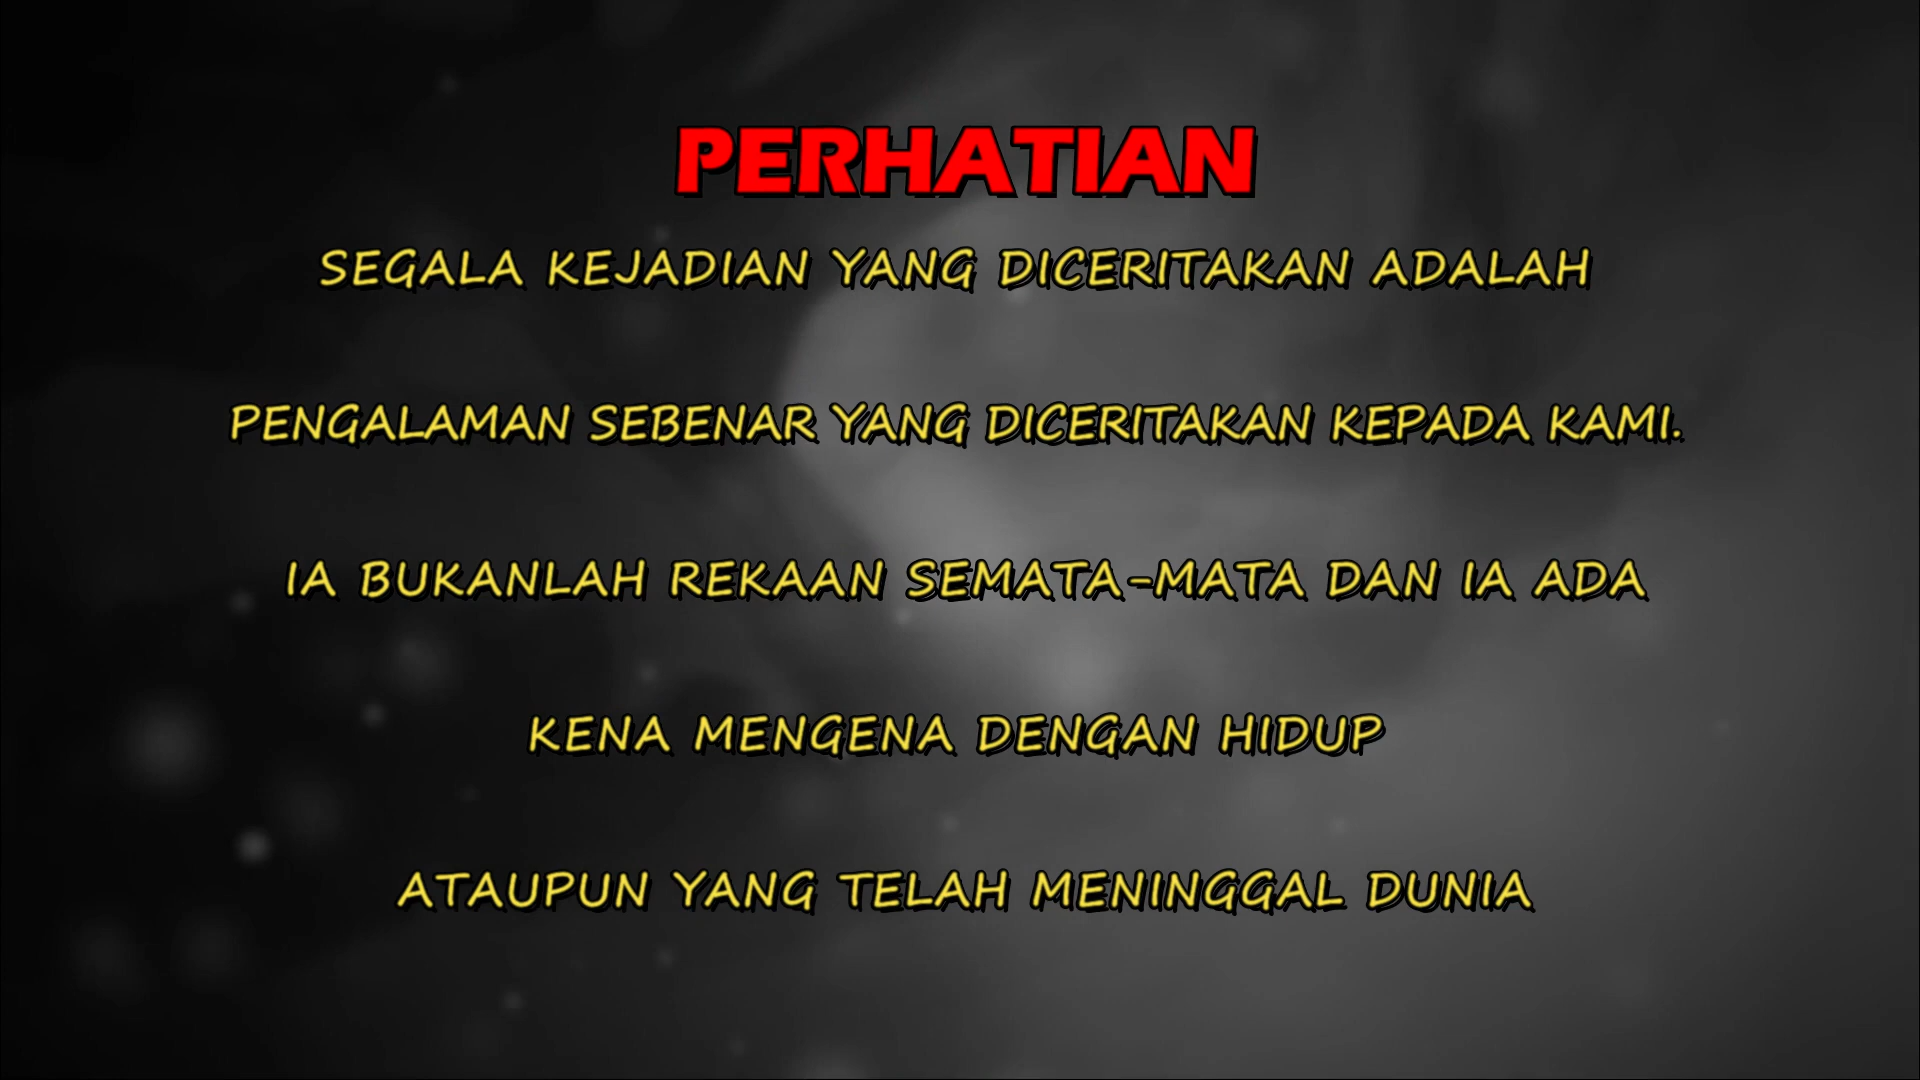 PERHATIAN
SEGALA KEJADIAN YANG DICERITAKAN ADALAH
PENGALAMAN SEBENAR YANG DICERITAKAN KEPADA KAMI.
IA BUKANLAH REKAAN SEMATA-MATA DAN IA ADA
KENA MENGENA DENGAN HIDUP
ATAUPUN YANG TELAH MENINGGAL DUNIA